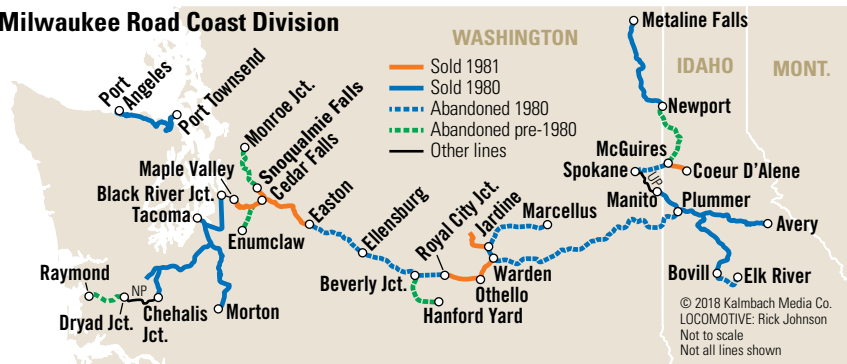 Milwaukee Road Coast Division
WASHINGTON
IDAHO
MONT.
Sold 1981
Sold 1980
Abandoned 1980
Abandoned pre-1980
Other lines
Metaline Falls
Newport
McGuires
Spokane
Coeur D'Alene
UP
Manito
Plummer
Avery
Bovill
Elk River
Port
Angeles
Port Townsend
Monroe Jct.
Snoqualmie Falls
Cedar Falls
Maple Valley
Black River Jct.
Tacoma
Enumclaw
Easton
Ellensburg
Royal City Jct.
Jardine
Marcellus
Beverly Jct.
Warden
Othello
Hanford Yard
Raymond
NP
Dryad Jct.
Chehalis
Jct.
Morton
© 2018 Kalmbach Media Co.
LOCOMOTIVE: Rick Johnson
Not to scale
Not all lines shown